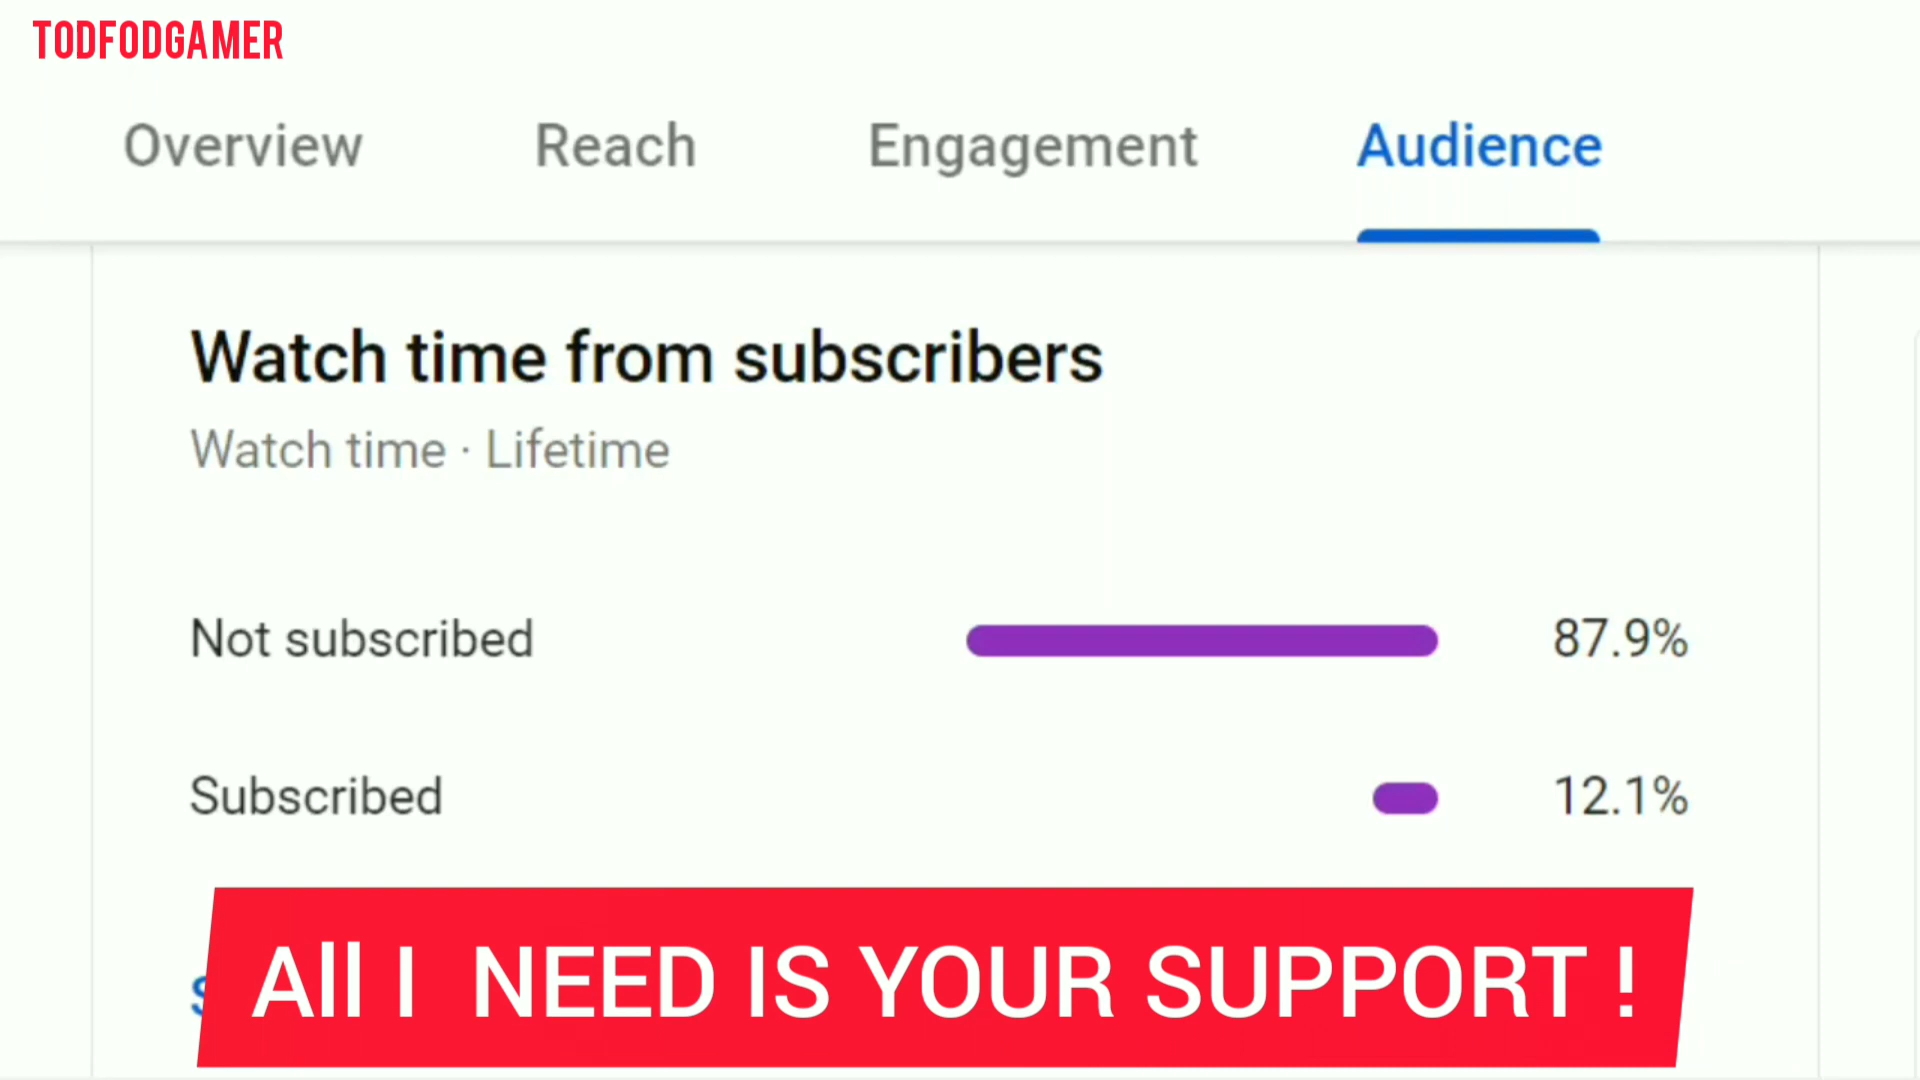 TODFODGAMER
Overview Reach Engagement Audience
Watch time from subscribers
Watch time · Lifetime
Not subscribed 87.9%
Subscribed 12.1%
All I NEED IS YOUR SUPPORT !